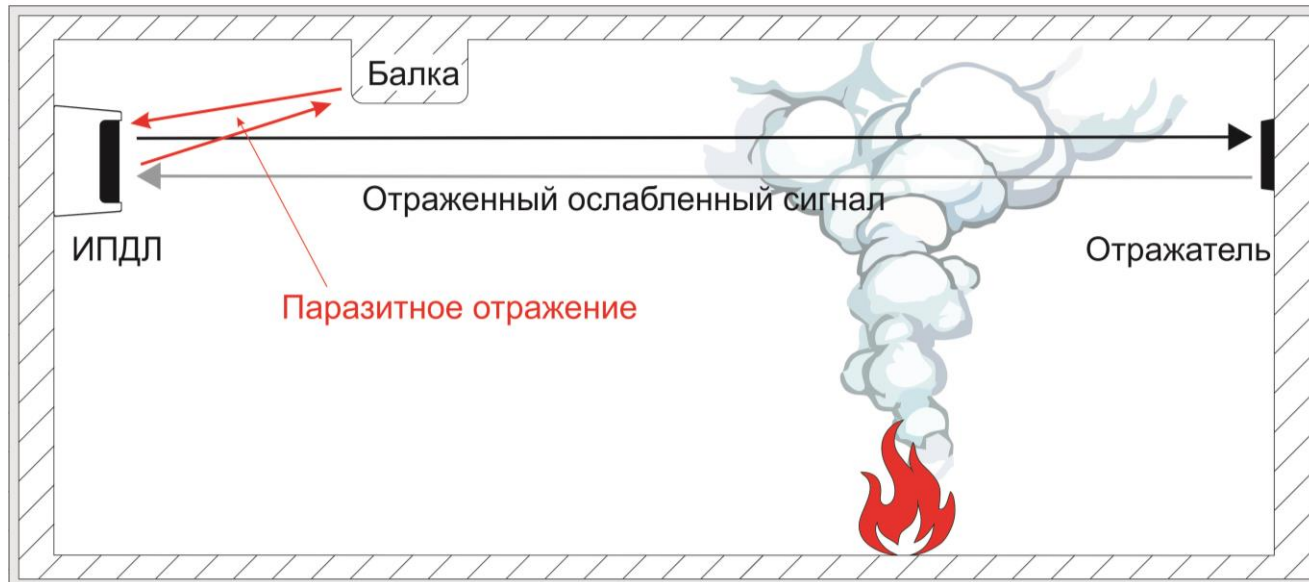 Балка
Отраженный ослабленный сигнал
ИПДЛ
Отражатель
Паразитное отражение